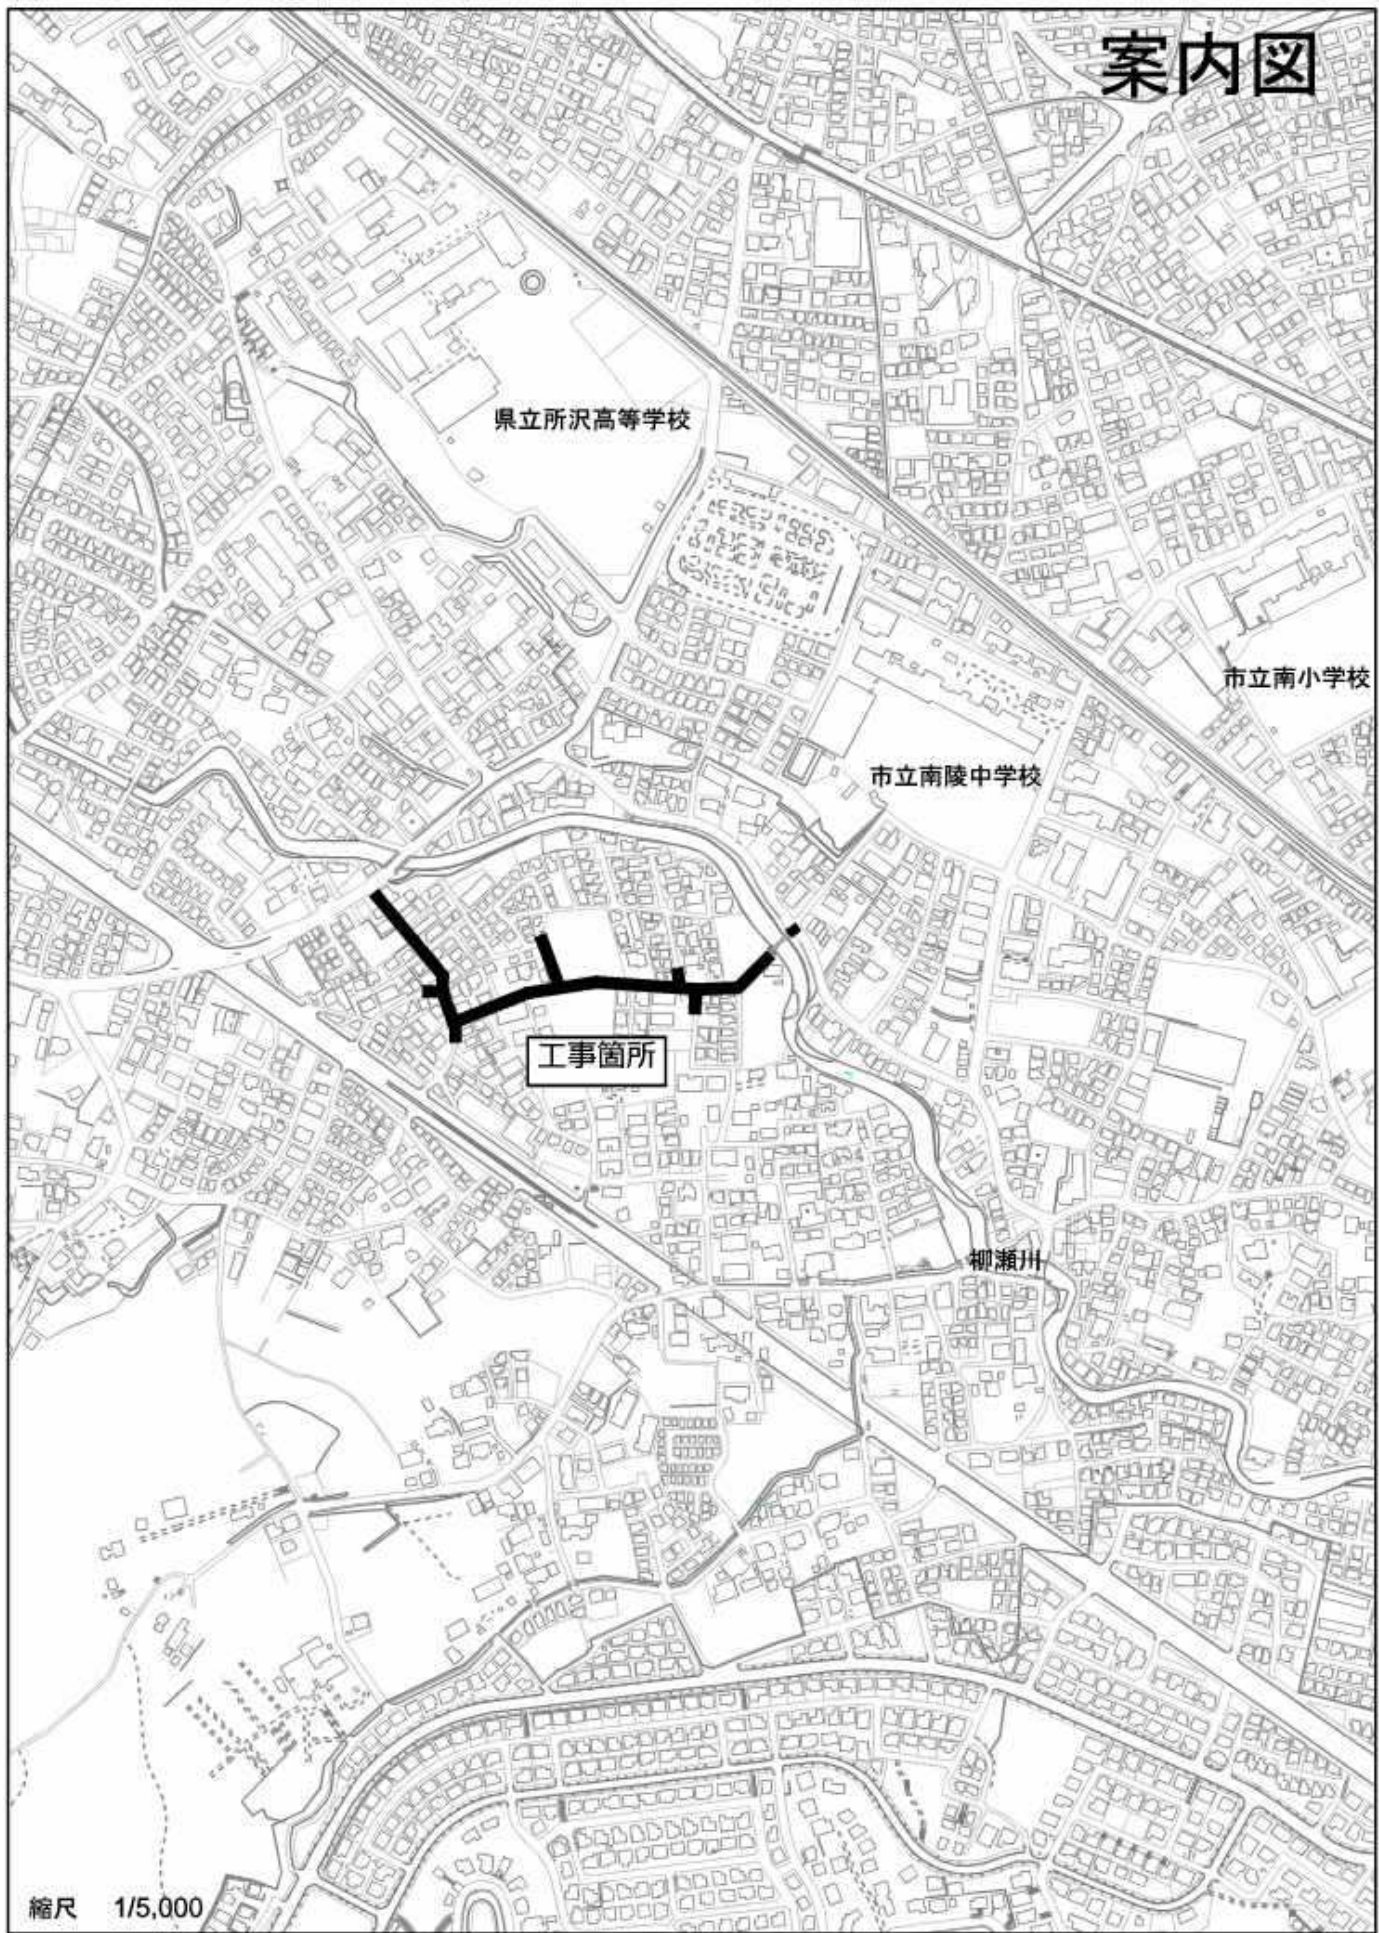 案内図
県立所沢高等学校
市立南小学校
市立南陵中学校
工事箇所
柳瀬川
縮尺 1/5,000